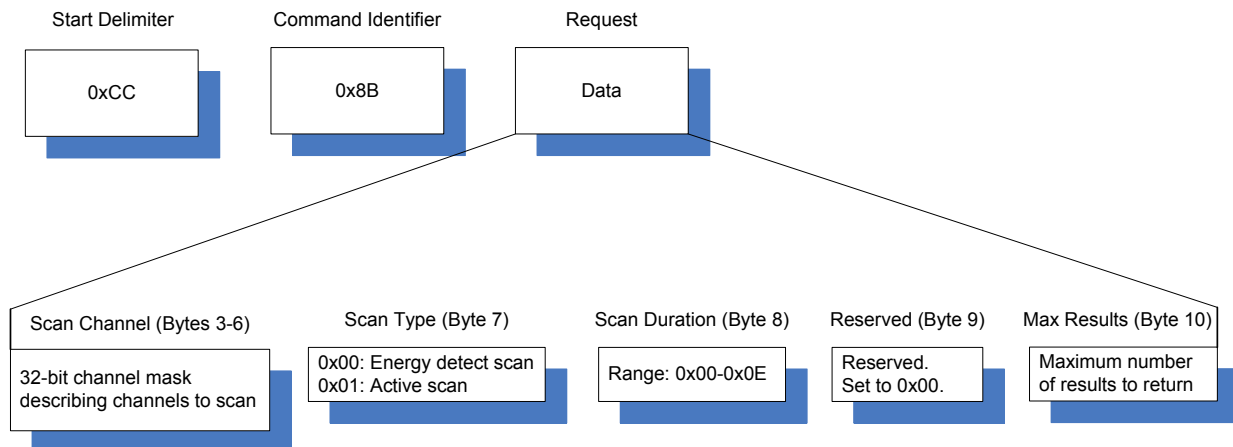 Start Delimiter
Command Identifier
Request
0xCC
0x8B
Data
Scan Channel (Bytes 3-6)
Scan Type (Byte 7)
Scan Duration (Byte 8)
Reserved (Byte 9)
Max Results (Byte 10)
32-bit channel mask
describing channels to scan
0x00: Energy detect scan
0x01: Active scan
Range: 0x00-0x0E
Reserved.
Set to 0x00.
Maximum number
of results to return